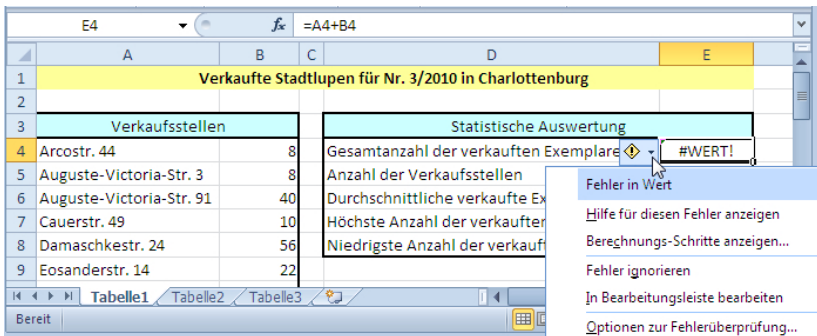 E4 fx =A4+B4
A B C D E
1 Verkaufte Stadtlupen für Nr. 3/2010 in Charlottenburg
2
3 Verkaufsstellen Statistische Auswertung
4 Arcostr. 44 8 Gesamtanzahl der verkauften Exemplare #WERT!
5 Auguste-Victoria-Str. 3 8 Anzahl der Verkaufsstellen
Fehler in Wert
6 Auguste-Victoria-Str. 91 40 Durchschnittliche verkaufte Ex
Hilfe für diesen Fehler anzeigen
7 Cauerstr. 49 10 Höchste Anzahl der verkaufter
Berechnungs-Schritte anzeigen...
8 Damaschkestr. 24 56 Niedrigste Anzahl der verkauft
9 Eosanderstr. 14 22
Fehler ignorieren
Tabelle1 Tabelle2 Tabelle3
In Bearbeitungsleiste bearbeiten
Bereit
Optionen zur Fehlerüberprüfung...